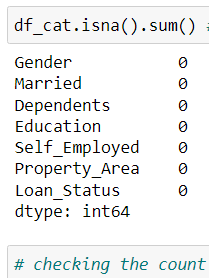 df_cat.isna().sum() #
Gender 0
Married 0
Dependents 0
Education 0
Self_Employed 0
Property_Area 0
Loan_Status 0
dtype: int64
# checking the count